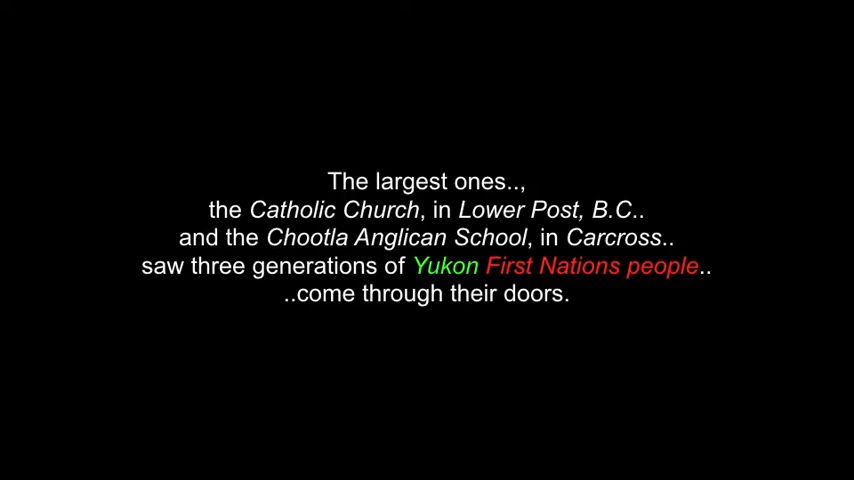 The largest ones..,
the Catholic Church, in Lower Post, B.C..
and the Chootla Anglican School, in Carcross..
saw three generations of Yukon First Nations people..
..come through their doors.